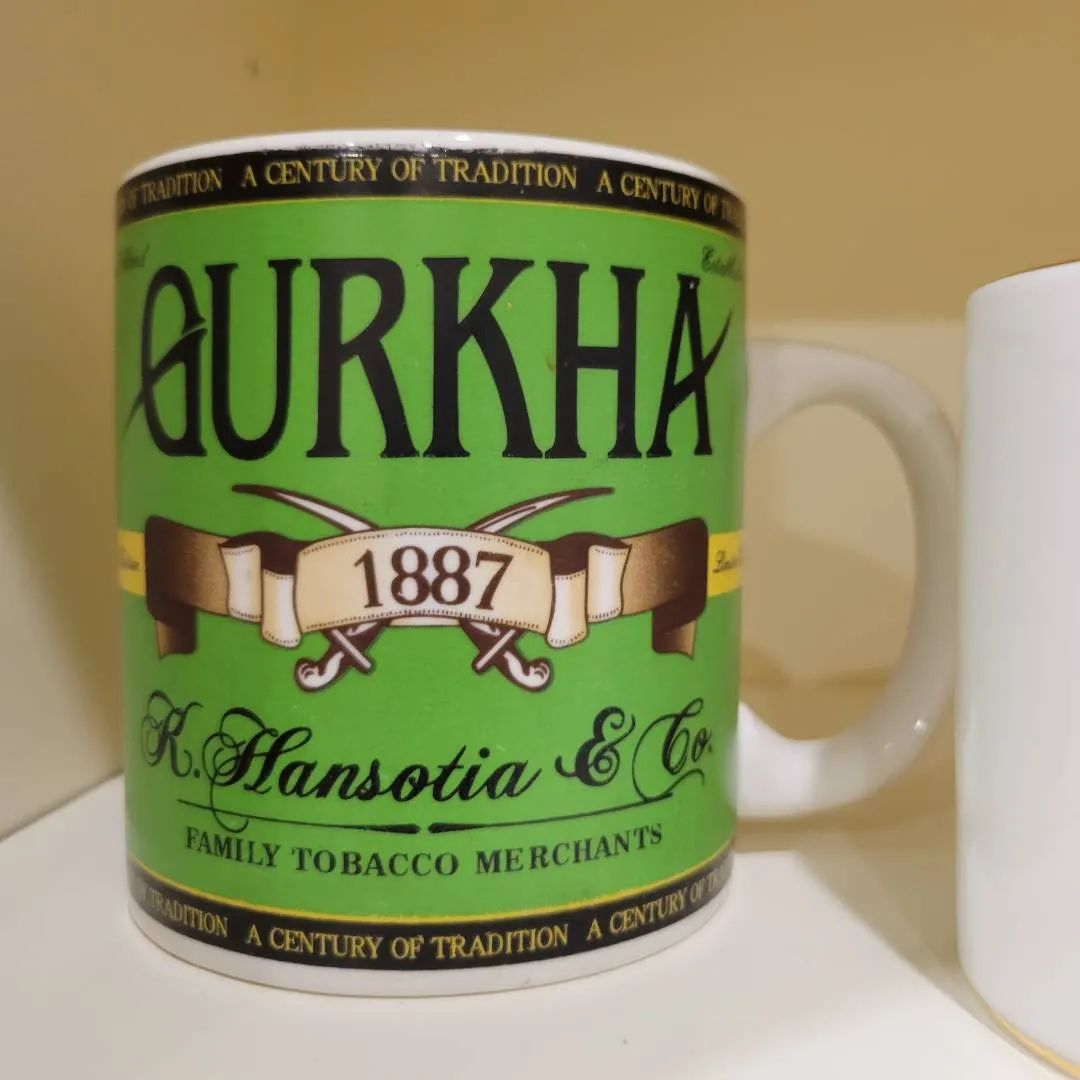 OF TRADITION A CENTURY OF TRADITION A CENTURY OF
GURKHA
1887
K. Hansotia & Co.
FAMILY TOBACCO MERCHANTS
TRADITION A CENTURY OF TRADITION A CENTURY OF